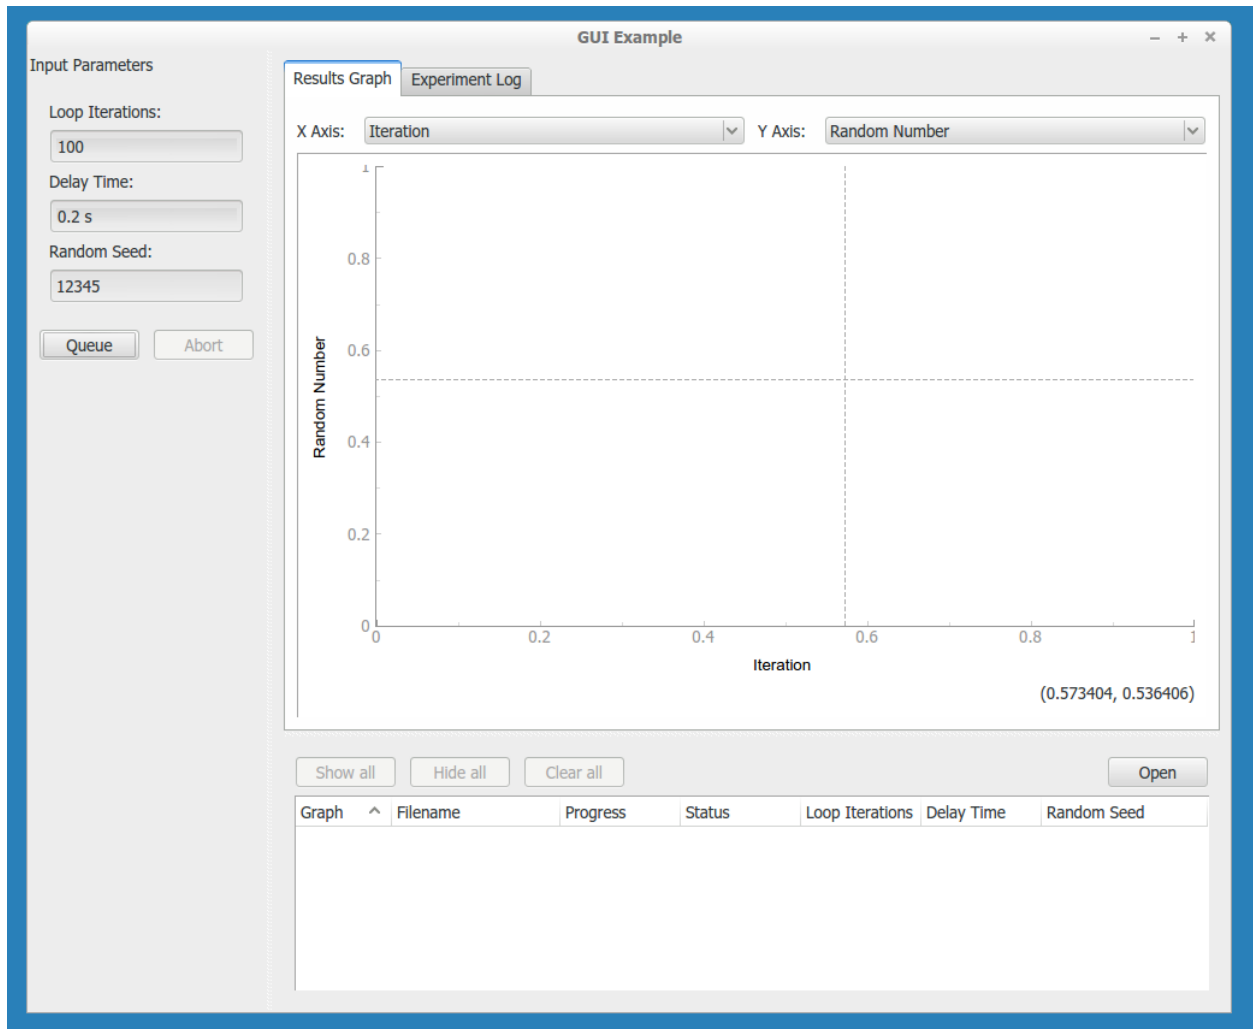 GUI Example
Input Parameters
Loop Iterations:
100
Delay Time:
0.2 s
Random Seed:
12345
Queue Abort
Results Graph Experiment Log
X Axis: Iteration Y Axis: Random Number
1
0.8
0.6
0.4
0.2
0
Random Number
0 0.2 0.4 0.6 0.8 1
Iteration
(0.573404, 0.536406)
Show all Hide all Clear all Open
Graph Filename Progress Status Loop Iterations Delay Time Random Seed